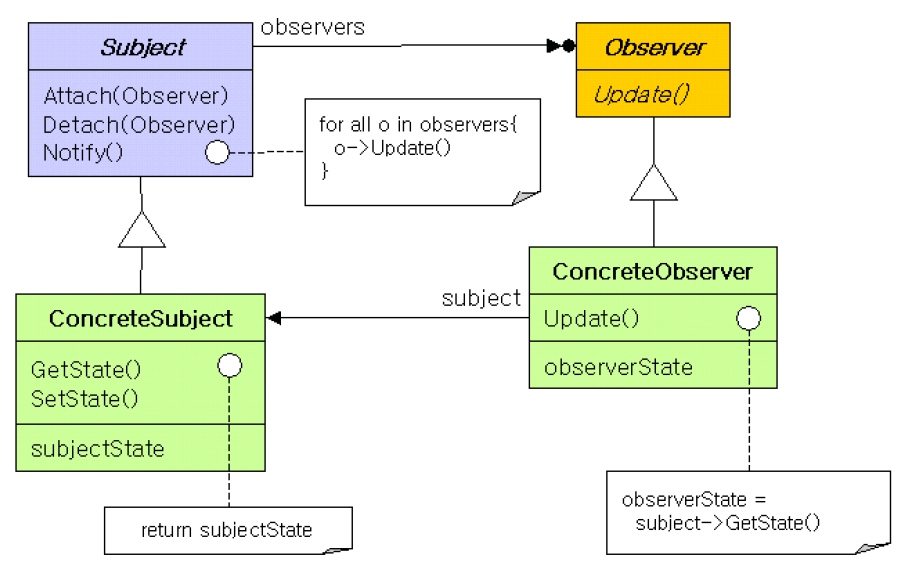 Subject
observers
Observer
Attach(Observer)
Detach(Observer)
Notify()
for all o in observers{
o->Update()
}
Update()
ConcreteSubject
GetState()
SetState()
subjectState
return subjectState
subject
ConcreteObserver
Update()
observerState
observerState =
subject->GetState()